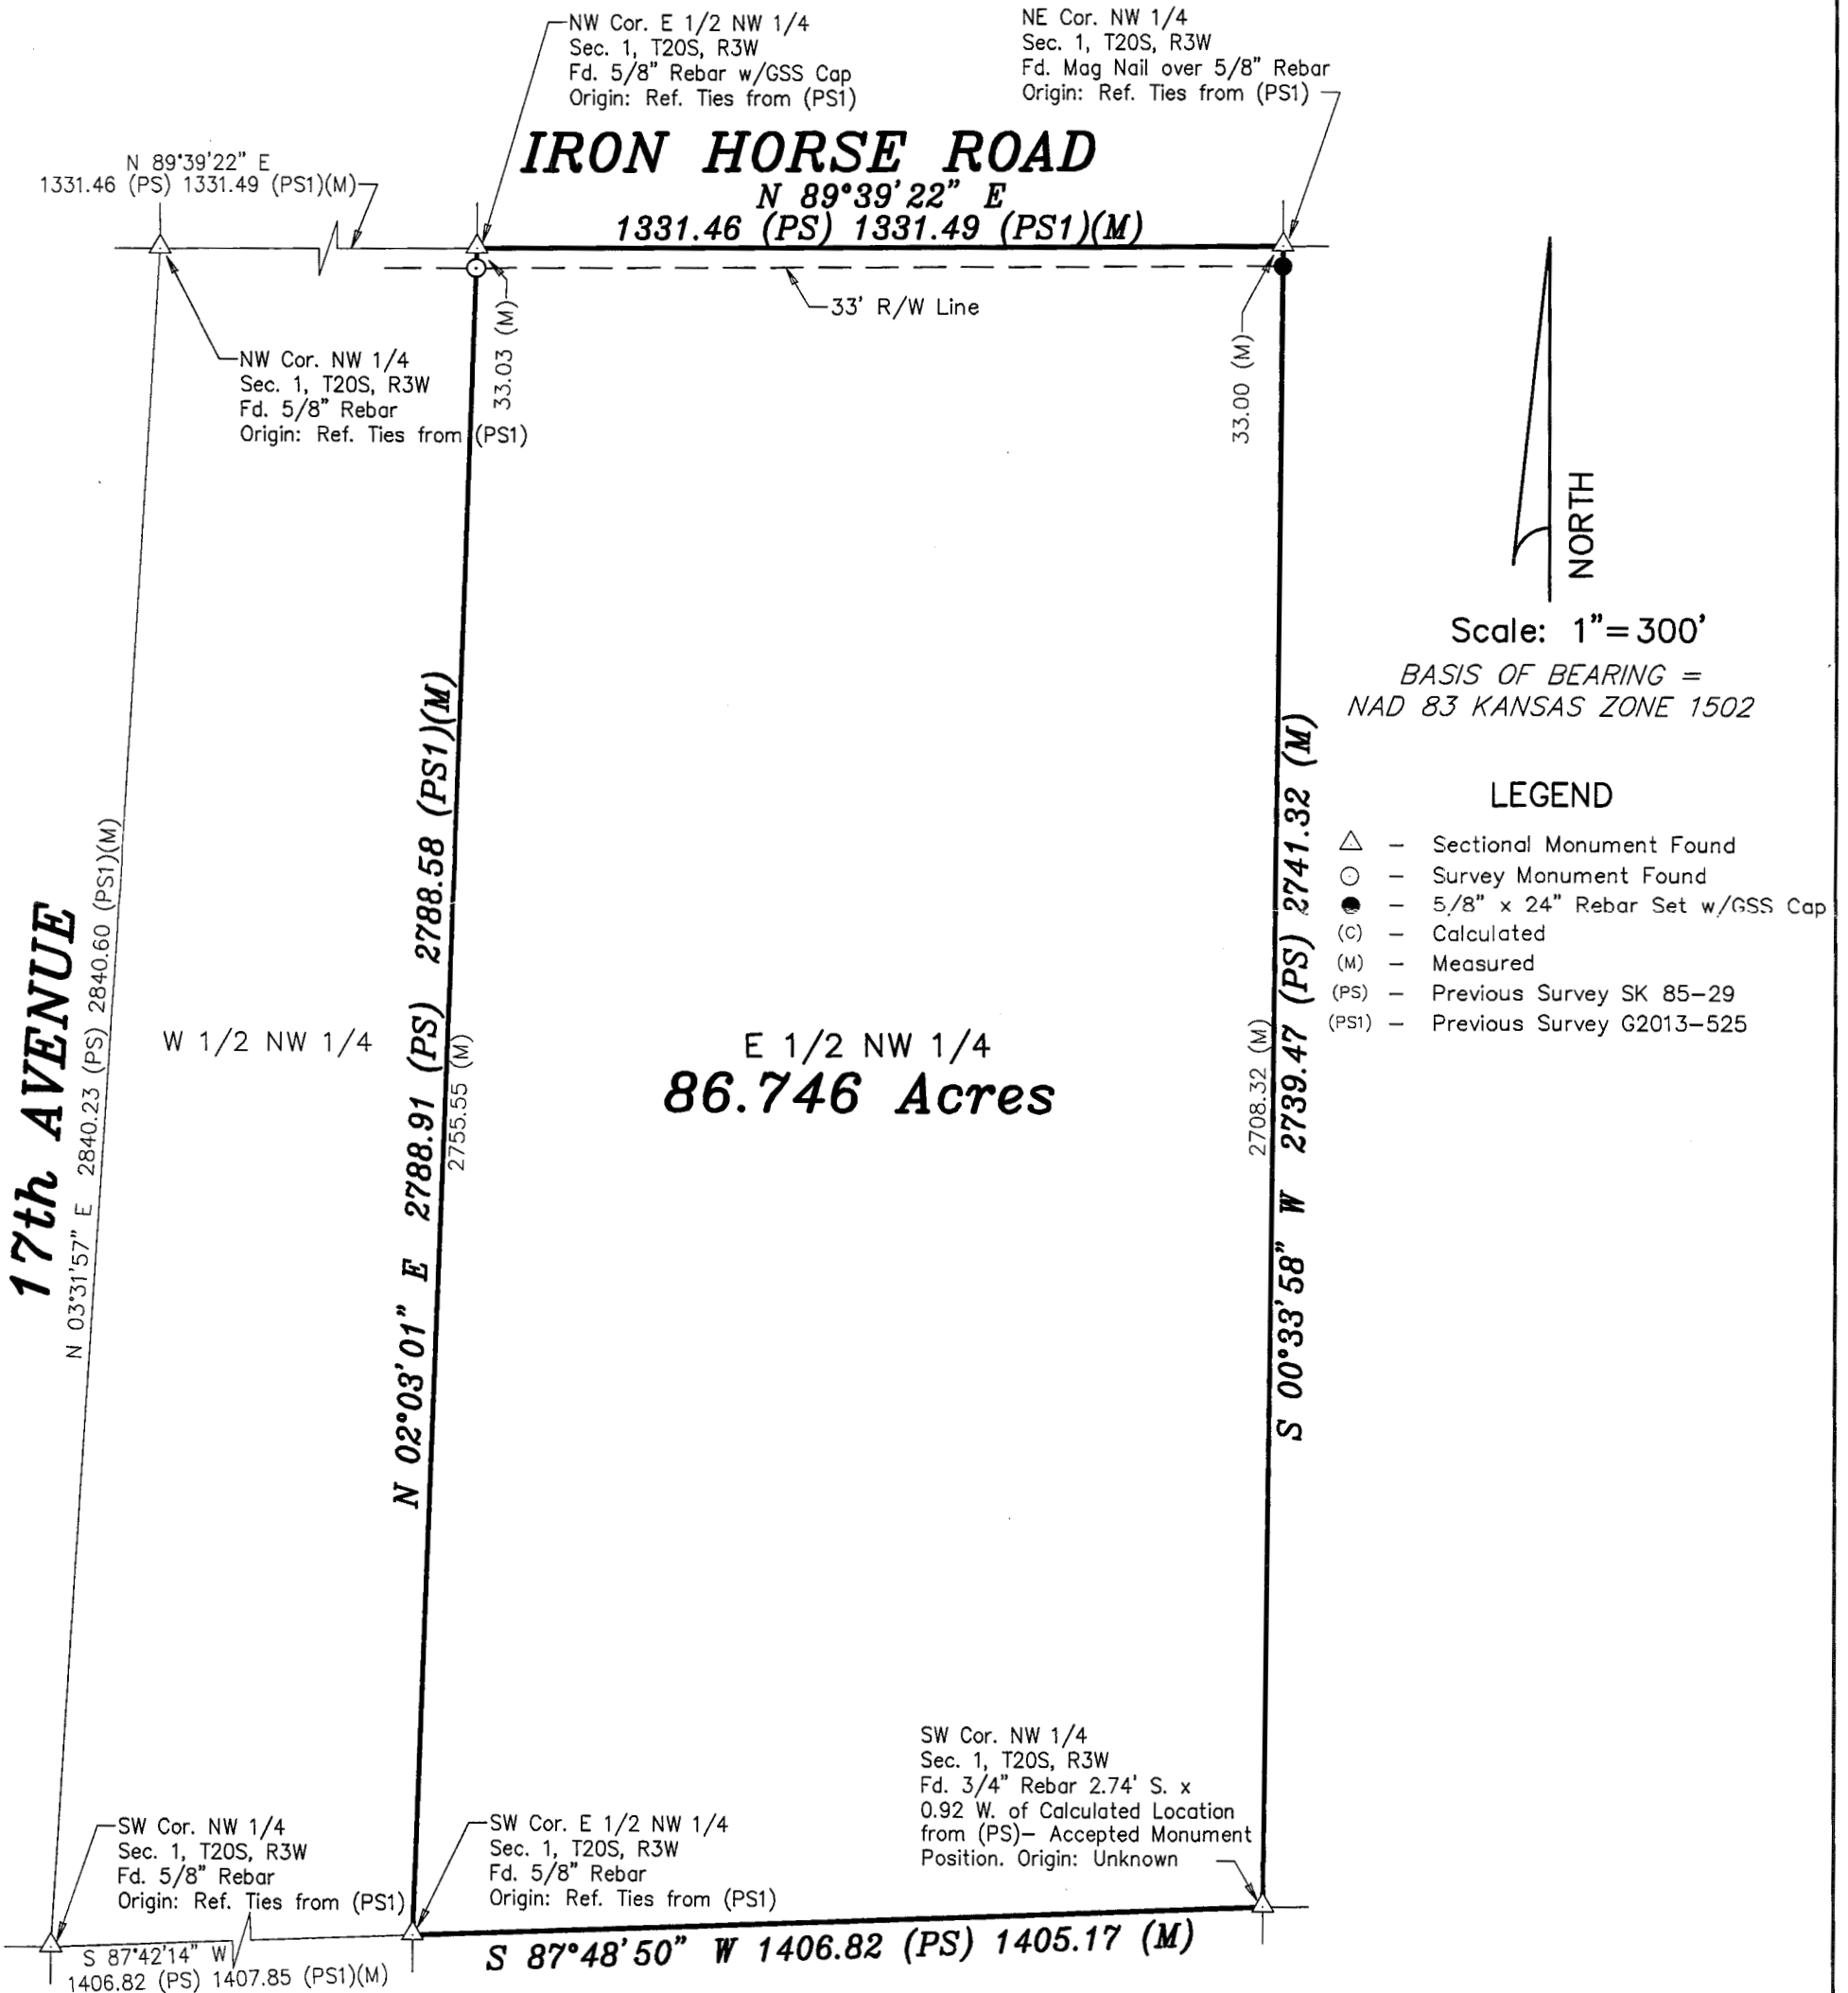 NW Cor. E 1/2 NW 1/4
Sec. 1, T20S, R3W
Fd. 5/8" Rebar w/GSS Cap
Origin: Ref. Ties from (PS1)
NE Cor. NW 1/4
Sec. 1, T20S, R3W
Fd. Mag Nail over 5/8" Rebar
Origin: Ref. Ties from (PS1)
IRON HORSE ROAD
N 89°39'22" E
1331.46 (PS) 1331.49 (PS1)(M)
N 89°39'22" E
1331.46 (PS) 1331.49 (PS1)(M)
33' R/W Line
33.03 (M)
33.00 (M)
NW Cor. NW 1/4
Sec. 1, T20S, R3W
Fd. 5/8" Rebar
Origin: Ref. Ties from (PS1)
NORTH
Scale: 1"=300'
BASIS OF BEARING =
NAD 83 KANSAS ZONE 1502
LEGEND
△ – Sectional Monument Found
⊙ – Survey Monument Found
● – 5/8" x 24" Rebar Set w/GSS Cap
(C) – Calculated
(M) – Measured
(PS) – Previous Survey SK 85–29
(PS1) – Previous Survey G2013–525
17th AVENUE
N 03°31'57" E 2840.23 (PS) 2840.60 (PS1)(M)
W 1/2 NW 1/4
N 02°03'01" E 2788.91 (PS) 2788.58 (PS1)(M)
2755.55 (M)
E 1/2 NW 1/4
86.746 Acres
2708.32 (M)
S 00°33'58" W 2739.47 (PS) 2741.32 (M)
SW Cor. NW 1/4
Sec. 1, T20S, R3W
Fd. 3/4" Rebar 2.74' S. x
0.92 W. of Calculated Location
from (PS)– Accepted Monument
Position. Origin: Unknown
SW Cor. NW 1/4
Sec. 1, T20S, R3W
Fd. 5/8" Rebar
Origin: Ref. Ties from (PS1)
SW Cor. E 1/2 NW 1/4
Sec. 1, T20S, R3W
Fd. 5/8" Rebar
Origin: Ref. Ties from (PS1)
S 87°42'14" W
1406.82 (PS) 1407.85 (PS1)(M)
S 87°48'50" W 1406.82 (PS) 1405.17 (M)